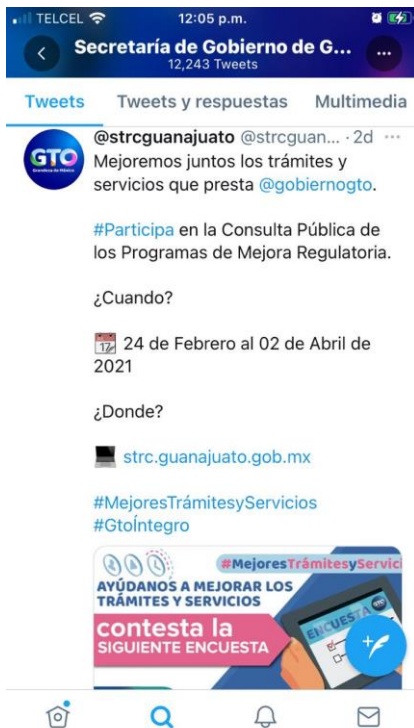 TELCEL 12:05 p.m.
Secretaría de Gobierno de G...
12,243 Tweets
Tweets Tweets y respuestas Multimedia
GTO
@strcguanajuato @strcguan... · 2d
Mejoremos juntos los trámites y
servicios que presta @gobiernogto.
#Participa en la Consulta Pública de
los Programas de Mejora Regulatoria.
¿Cuando?
17 24 de Febrero al 02 de Abril de
2021
¿Donde?
strc.guanajuato.gob.mx
#MejoresTrámitesyServicios
#GtoÍntegro
#MejoresTrámitesyServici
AYÚDANOS A MEJORAR LOS
TRÁMITES Y SERVICIOS
contesta la
SIGUIENTE ENCUESTA
ENCUESTA